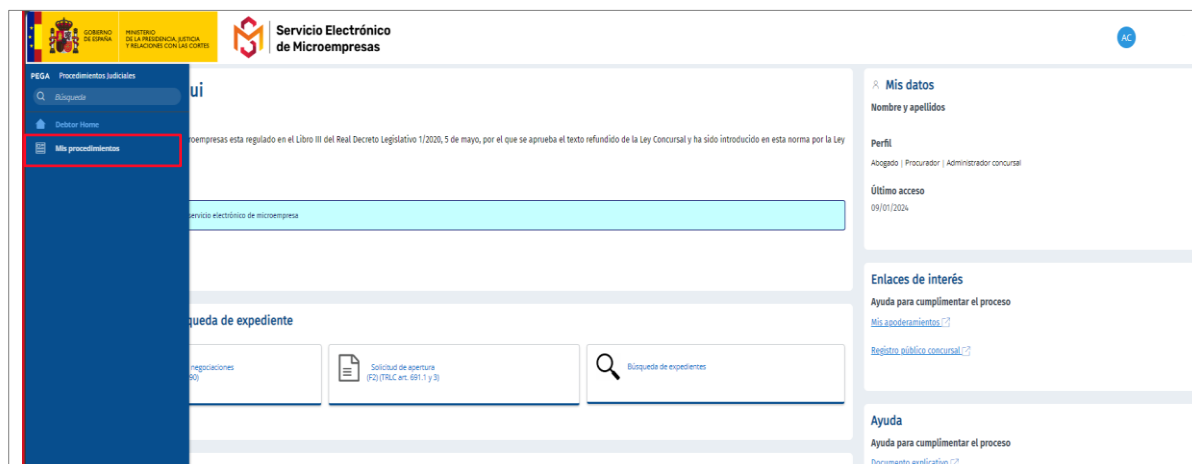 GOBIERNO
DE ESPAÑA
MINISTERIO
DE LA PRESIDENCIA, JUSTICIA
Y RELACIONES CON LAS CORTES
Servicio Electrónico
de Microempresas
AC
PEGA Procedimientos Judiciales
Búsqueda
Debtor Home
Mis procedimientos
ui
roempresas esta regulado en el Libro III del Real Decreto Legislativo 1/2020, 5 de mayo, por el que se aprueba el texto refundido de la Ley Concursal y ha sido introducido en esta norma por la Ley
servicio electrónico de microempresa
queda de expediente
negociaciones
90)
Solicitud de apertura
(F2) (TRLC art. 691.1 y 3)
Búsqueda de expedientes
Mis datos
Nombre y apellidos
Perfil
Abogado | Procurador | Administrador concursal
Último acceso
09/01/2024
Enlaces de interés
Ayuda para cumplimentar el proceso
Mis apoderamientos
Registro público concursal
Ayuda
Ayuda para cumplimentar el proceso
Documento explicativo